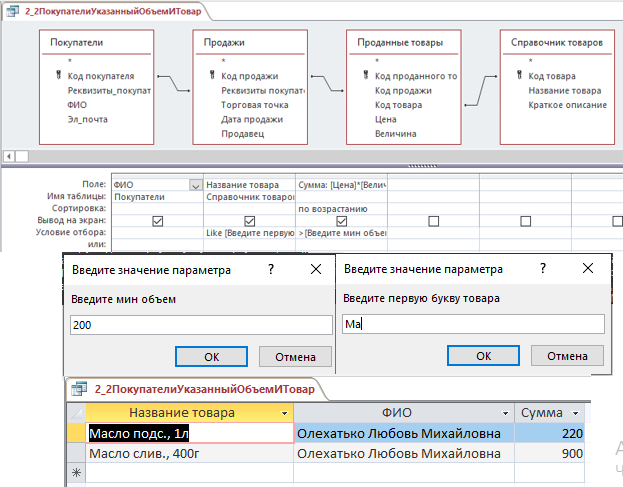 2_2ПокупателиУказанныйОбъемИТовар
Покупатели
*
Код покупателя
Реквизиты_покупат
ФИО
Эл_почта
Продажи
*
Код продажи
Реквизиты покупате
Торговая точка
Дата продажи
Продавец
Проданные товары
*
Код проданного то
Код продажи
Код товара
Цена
Величина
Справочник товаров
*
Код товара
Название товара
Краткое описание
Поле: ФИО Название товара Сумма: [Цена]*[Велич
Имя таблицы: Покупатели Справочник товаров
Сортировка: по возрастанию
Вывод на экран:
Условие отбора: Like [Введите первую >[Введите мин объем
или:
Введите значение параметра ? ×
Введите мин объем
200
ОК Отмена
Введите значение параметра ? ×
Введите первую букву товара
Ма
ОК Отмена
2_2ПокупателиУказанныйОбъемИТовар
Название товара ФИО Сумма
Масло подс., 1л Олехатько Любовь Михайловна 220
Масло слив., 400г Олехатько Любовь Михайловна 900
*